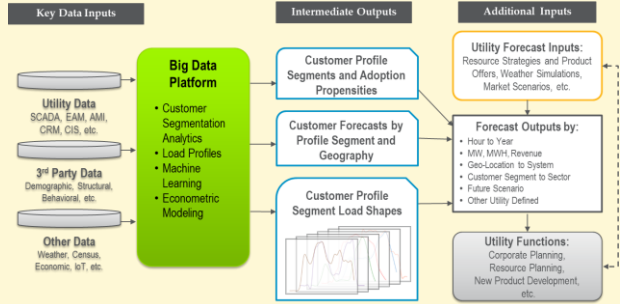 Key Data Inputs
Intermediate Outputs
Additional Inputs
Utility Data
SCADA, EAM, AMI,
CRM, CIS, etc.
3rd Party Data
Demographic, Structural,
Behavioral, etc.
Other Data
Weather, Census,
Economic, IoT, etc.
Big Data
Platform
• Customer
Segmentation
Analytics
• Load Profiles
• Machine
Learning
• Econometric
Modeling
Customer Profile
Segments and Adoption
Propensities
Customer Forecasts by
Profile Segment and
Geography
Customer Profile
Segment Load Shapes
Utility Forecast Inputs:
Resource Strategies and Product
Offers, Weather Simulations,
Market Scenarios, etc.
Forecast Outputs by:
• Hour to Year
• MW, MWH, Revenue
• Geo-Location to System
• Customer Segment to Sector
• Future Scenario
• Other Utility Defined
Utility Functions:
Corporate Planning,
Resource Planning,
New Product Development,
etc.